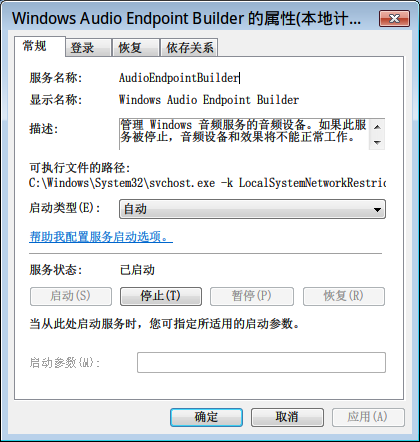 Windows Audio Endpoint Builder 的属性(本地计...
常规 登录 恢复 依存关系
服务名称: AudioEndpointBuilder
显示名称: Windows Audio Endpoint Builder
描述: 管理 Windows 音频服务的音频设备。如果此服
务被停止，音频设备和效果将不能正常工作。
可执行文件的路径:
C:\Windows\System32\svchost.exe -k LocalSystemNetworkRestric
启动类型(E): 自动
帮助我配置服务启动选项。
服务状态: 已启动
启动(S) 停止(T) 暂停(P) 恢复(R)
当从此处启动服务时，您可指定所适用的启动参数。
启动参数(M):
确定 取消 应用(A)